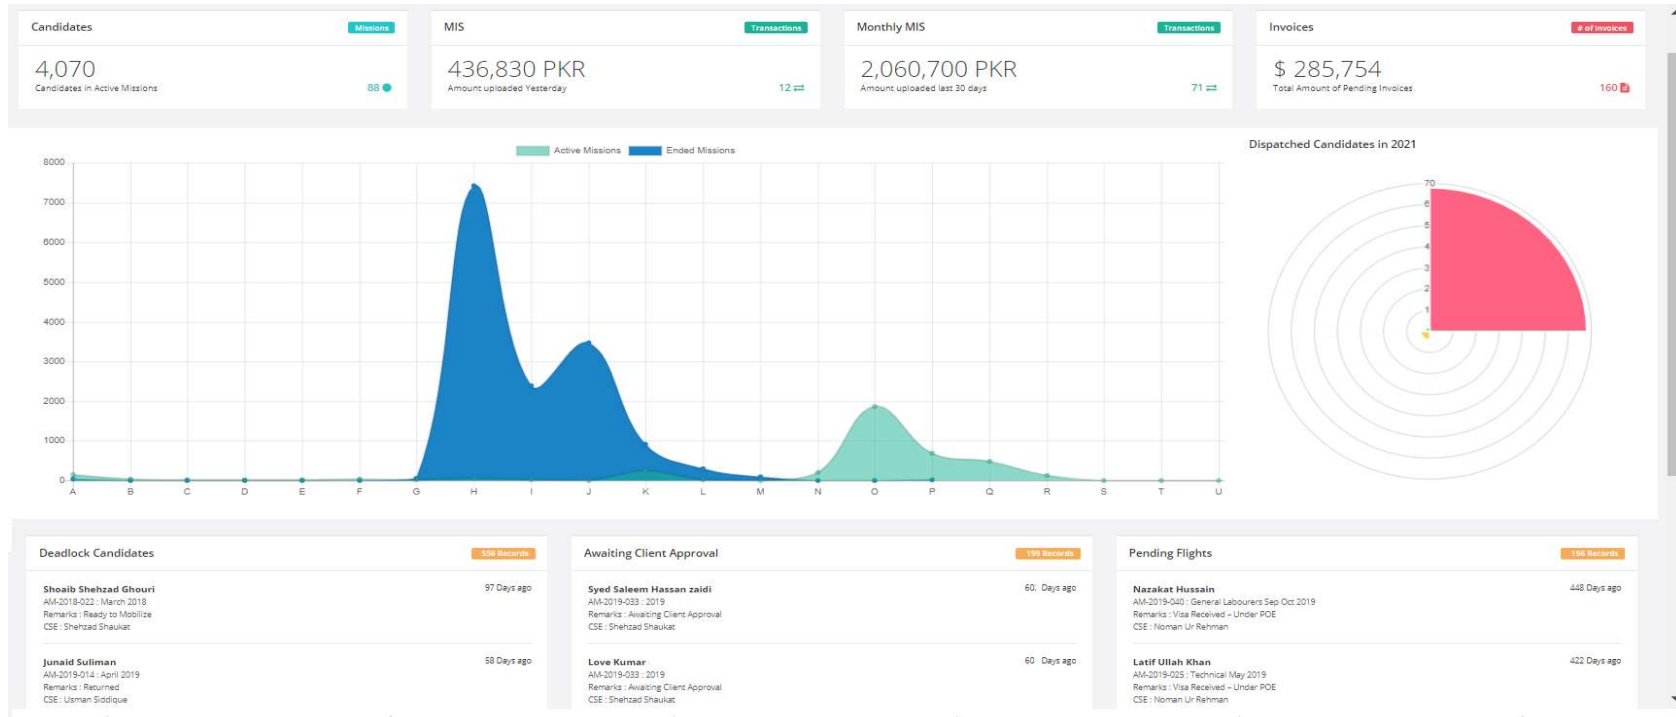 Candidates Missions
4,070
Candidates in Active Missions 88
MIS Transactions
436,830 PKR
Amount uploaded Yesterday 12
Monthly MIS Transactions
2,060,700 PKR
Amount uploaded last 30 days 71
Invoices # of Invoices
$ 285,754
Total Amount of Pending Invoices 160
Active Missions Ended Missions
8000
7000
6000
5000
4000
3000
2000
1000
0
A B C D E F G H I J K L M N O P Q R S T U
Dispatched Candidates in 2021
70
6
5
4
3
2
1
Deadlock Candidates 556 Records
Shoaib Shehzad Ghouri 97 Days ago
AM-2018-022 : March 2018
Remarks : Ready to Mobilize
CSE : Shehzad Shaukat
Junaid Suliman 58 Days ago
AM-2019-014 : April 2019
Remarks : Returned
CSE : Usman Siddique
Awaiting Client Approval 199 Records
Syed Saleem Hassan zaidi 60. Days ago
AM-2019-033 : 2019
Remarks : Awaiting Client Approval
CSE : Shehzad Shaukat
Love Kumar 60 Days ago
AM-2019-033 : 2019
Remarks : Awaiting Client Approval
CSE : Shehzad Shaukat
Pending Flights 196 Records
Nazakat Hussain 448 Days ago
AM-2019-040 : General Labourers Sep Oct 2019
Remarks : Visa Received – Under POE
CSE : Noman Ur Rehman
Latif Ullah Khan 422 Days ago
AM-2019-025 : Technical May 2019
Remarks : Visa Received – Under POE
CSE : Noman Ur Rehman